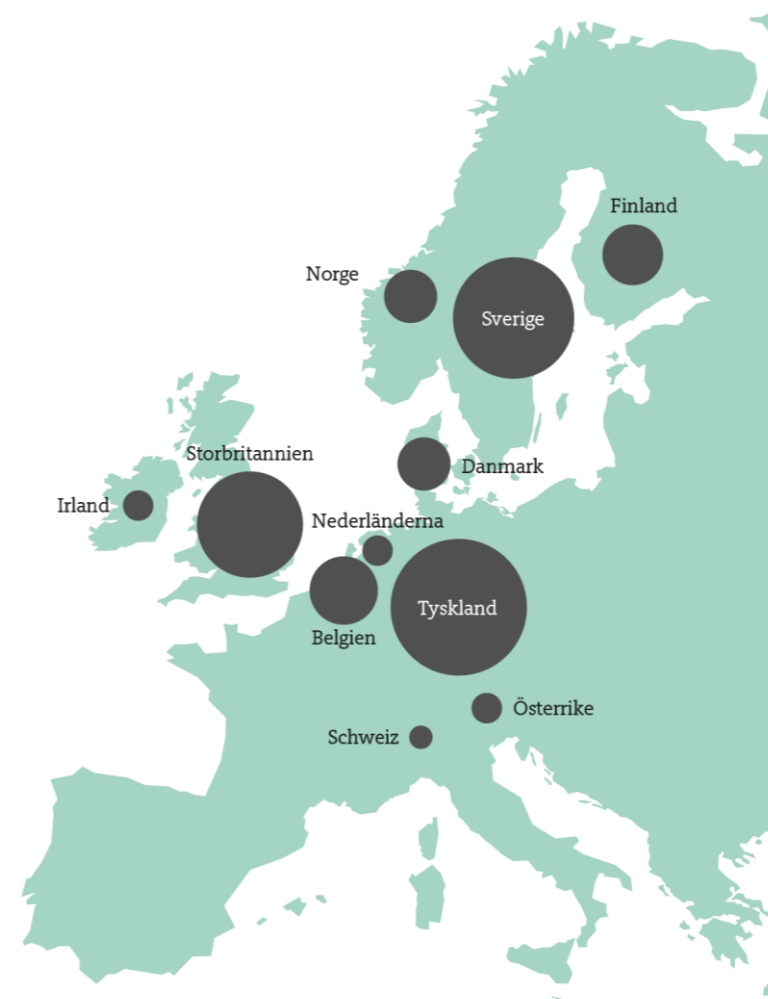 Finland
Norge
Sverige
Storbritannien
Danmark
Irland
Nederländerna
Tyskland
Belgien
Österrike
Schweiz